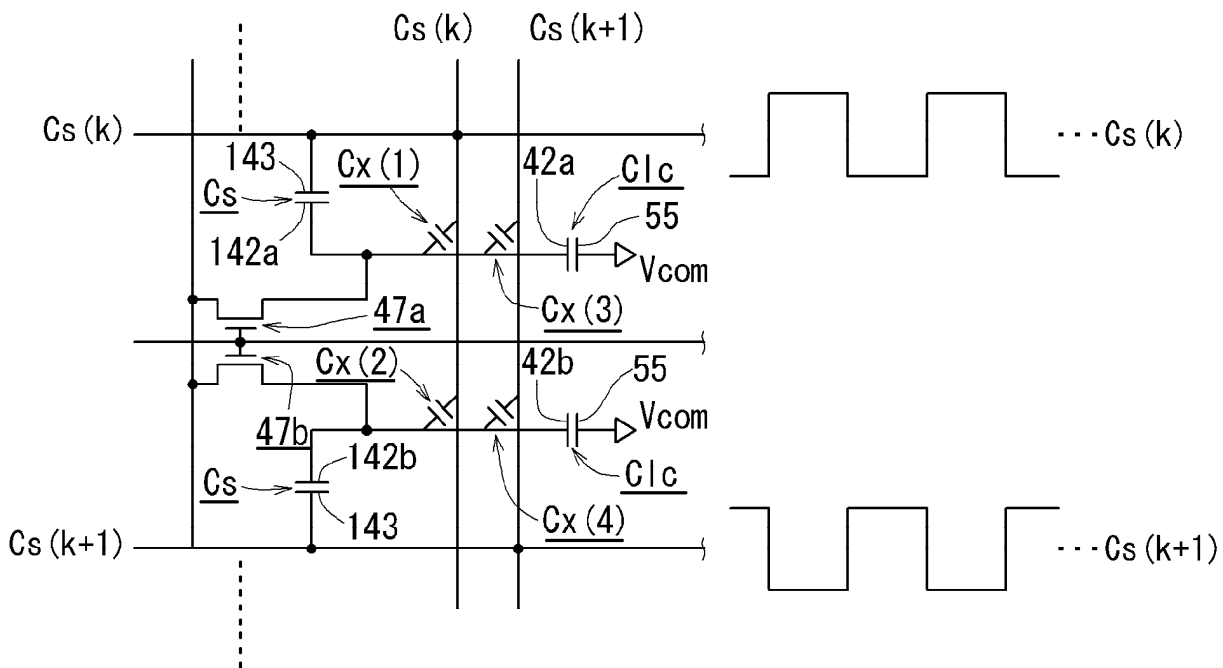 Cs(k)
Cs(k+1)
Cs(k)
143
Cx(1)
42a
Clc
Cs
55
142a
Vcom
47a
Cx(3)
Cx(2)
42b
55
Vcom
47b
142b
Clc
Cs
143
Cx(4)
Cs(k+1)
Cs(k)
Cs(k+1)